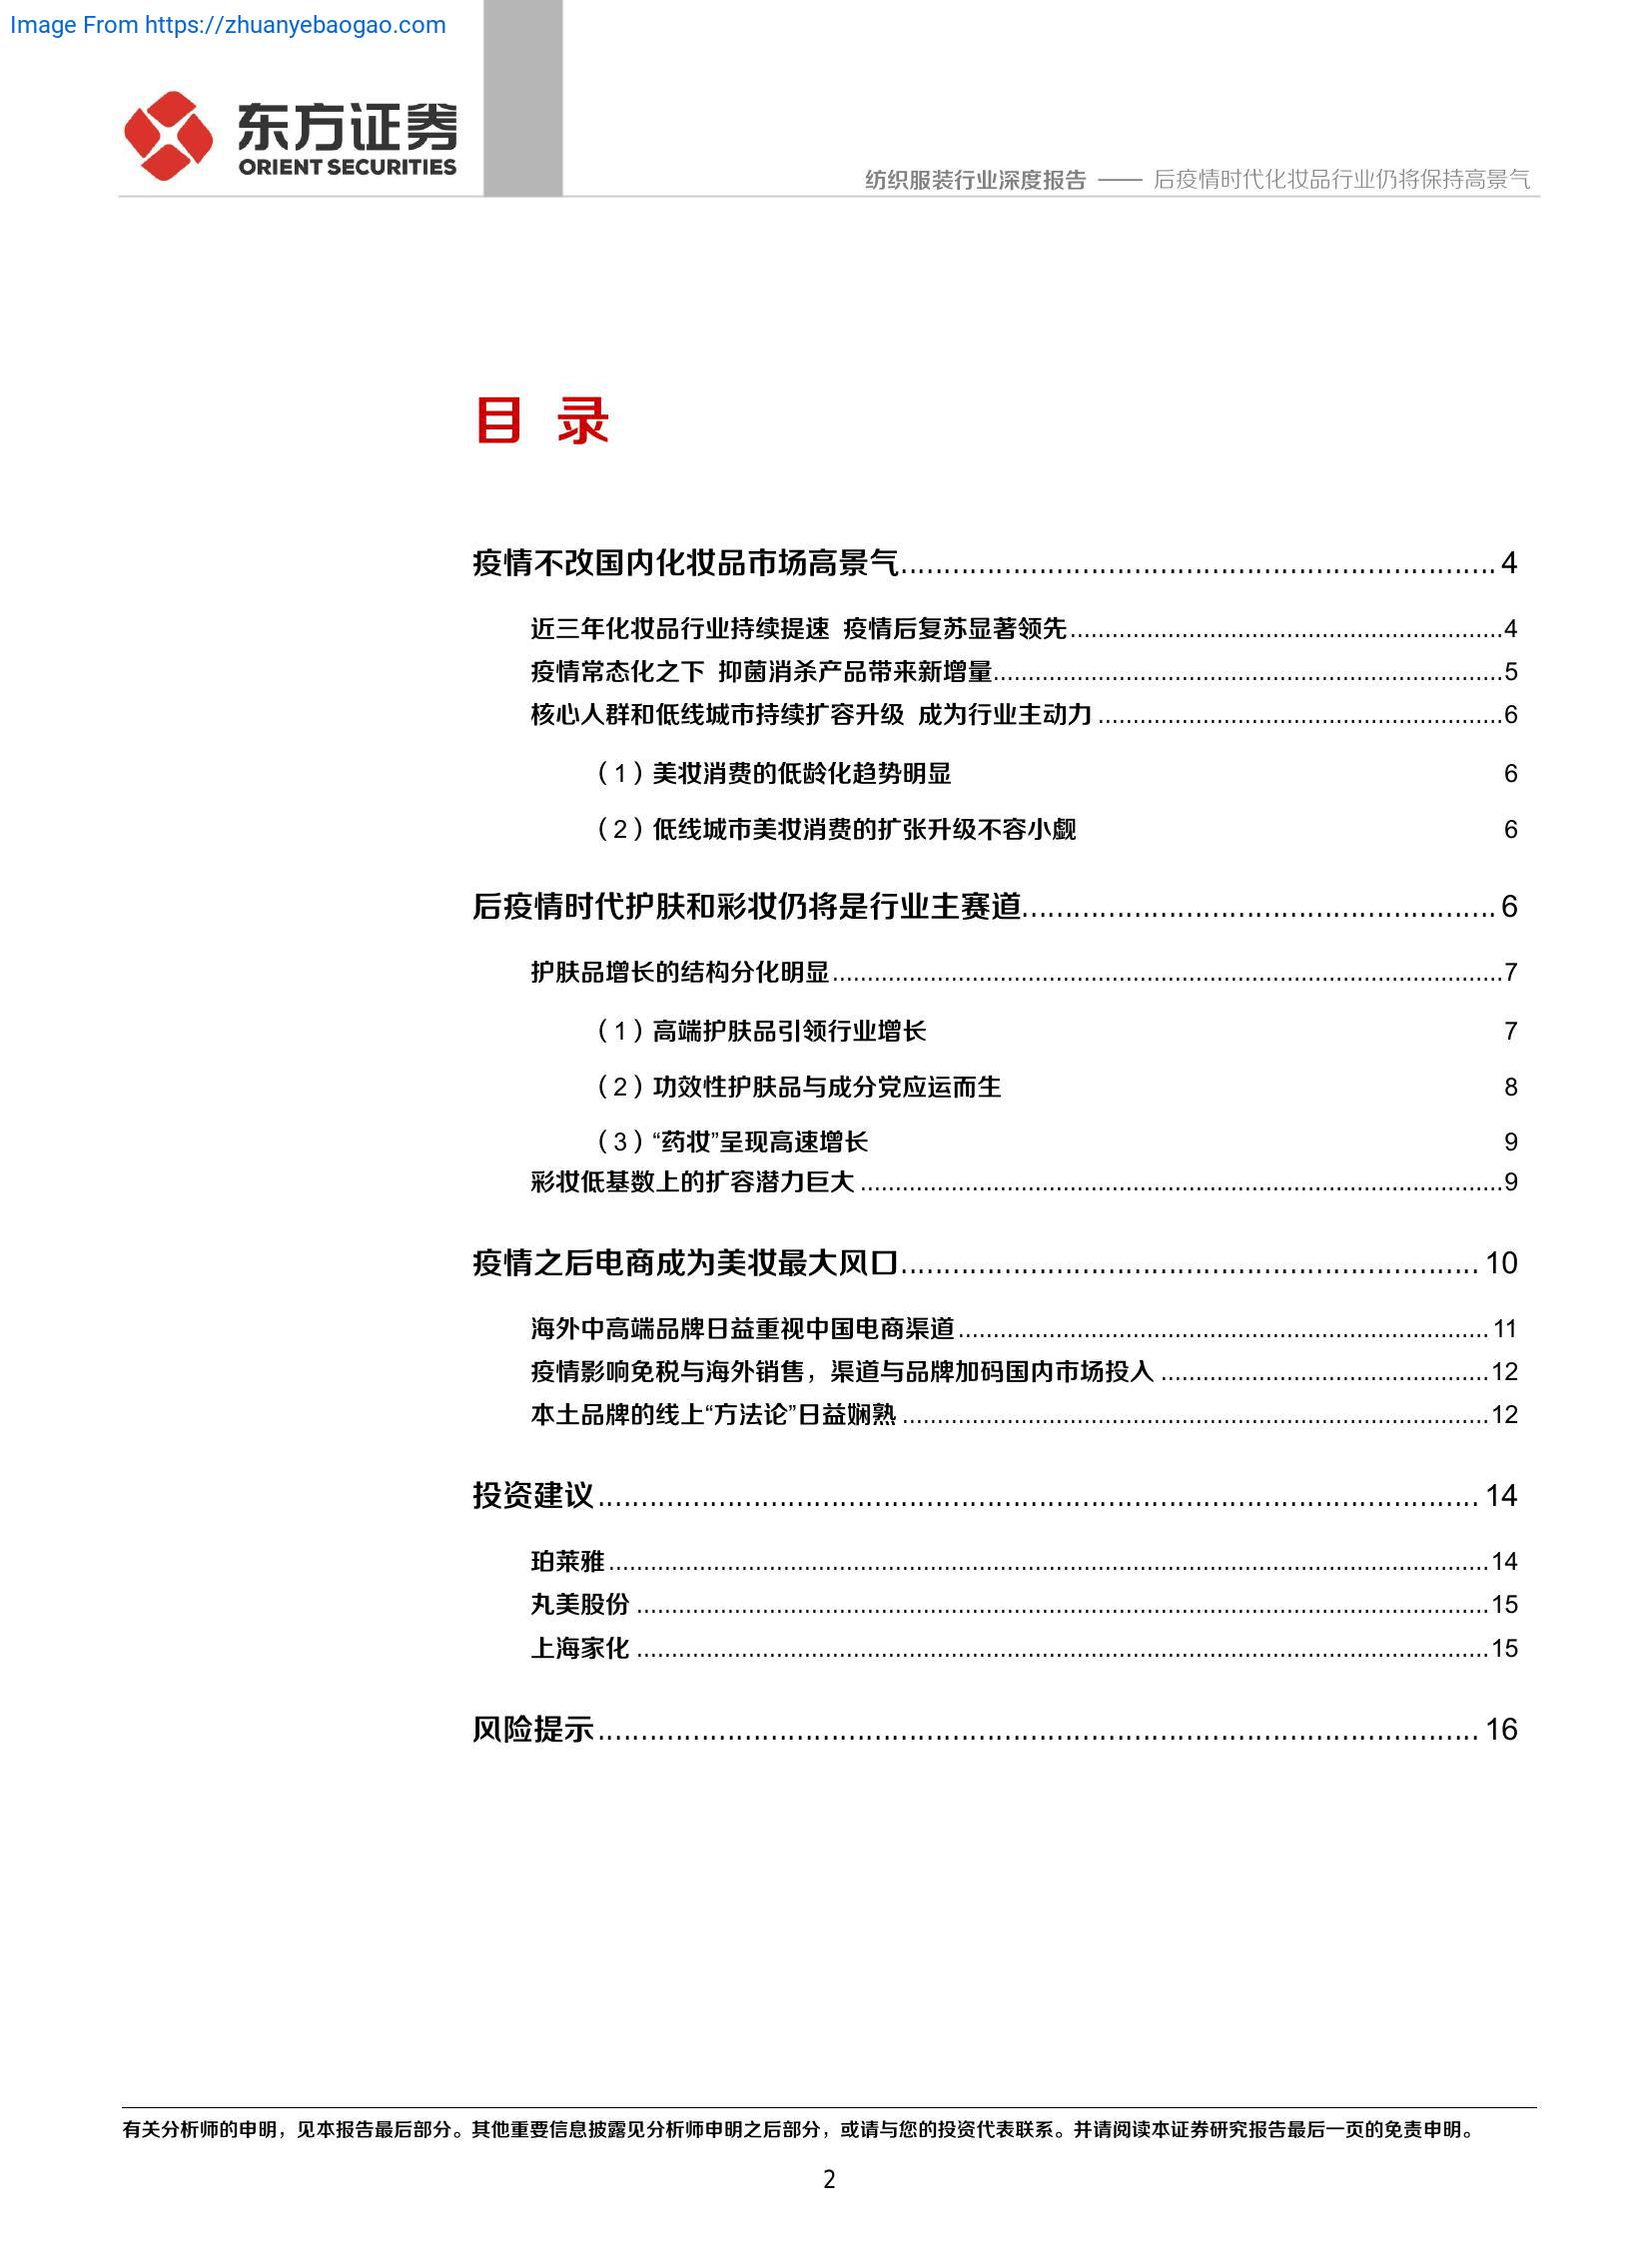 Image From https://zhuanyebaogao.com
东方证券
ORIENT SECURITIES
纺织服装行业深度报告 —— 后疫情时代化妆品行业仍将保持高景气
目 录
疫情不改国内化妆品市场高景气 4
近三年化妆品行业持续提速 疫情后复苏显著领先 4
疫情常态化之下 抑菌消杀产品带来新增量 5
核心人群和低线城市持续扩容升级 成为行业主动力 6
（1）美妆消费的低龄化趋势明显 6
（2）低线城市美妆消费的扩张升级不容小觑 6
后疫情时代护肤和彩妆仍将是行业主赛道 6
护肤品增长的结构分化明显 7
（1）高端护肤品引领行业增长 7
（2）功效性护肤品与成分党应运而生 8
（3）“药妆”呈现高速增长 9
彩妆低基数上的扩容潜力巨大 9
疫情之后电商成为美妆最大风口 10
海外中高端品牌日益重视中国电商渠道 11
疫情影响免税与海外销售，渠道与品牌加码国内市场投入 12
本土品牌的线上“方法论”日益娴熟 12
投资建议 14
珀莱雅 14
丸美股份 15
上海家化 15
风险提示 16
有关分析师的申明，见本报告最后部分。其他重要信息披露见分析师申明之后部分，或请与您的投资代表联系。并请阅读本证券研究报告最后一页的免责申明。
2